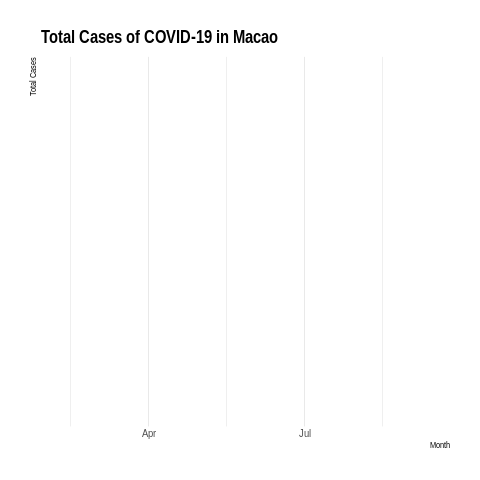 Total Cases of COVID-19 in Macao
Total Cases
Apr
Jul
Month